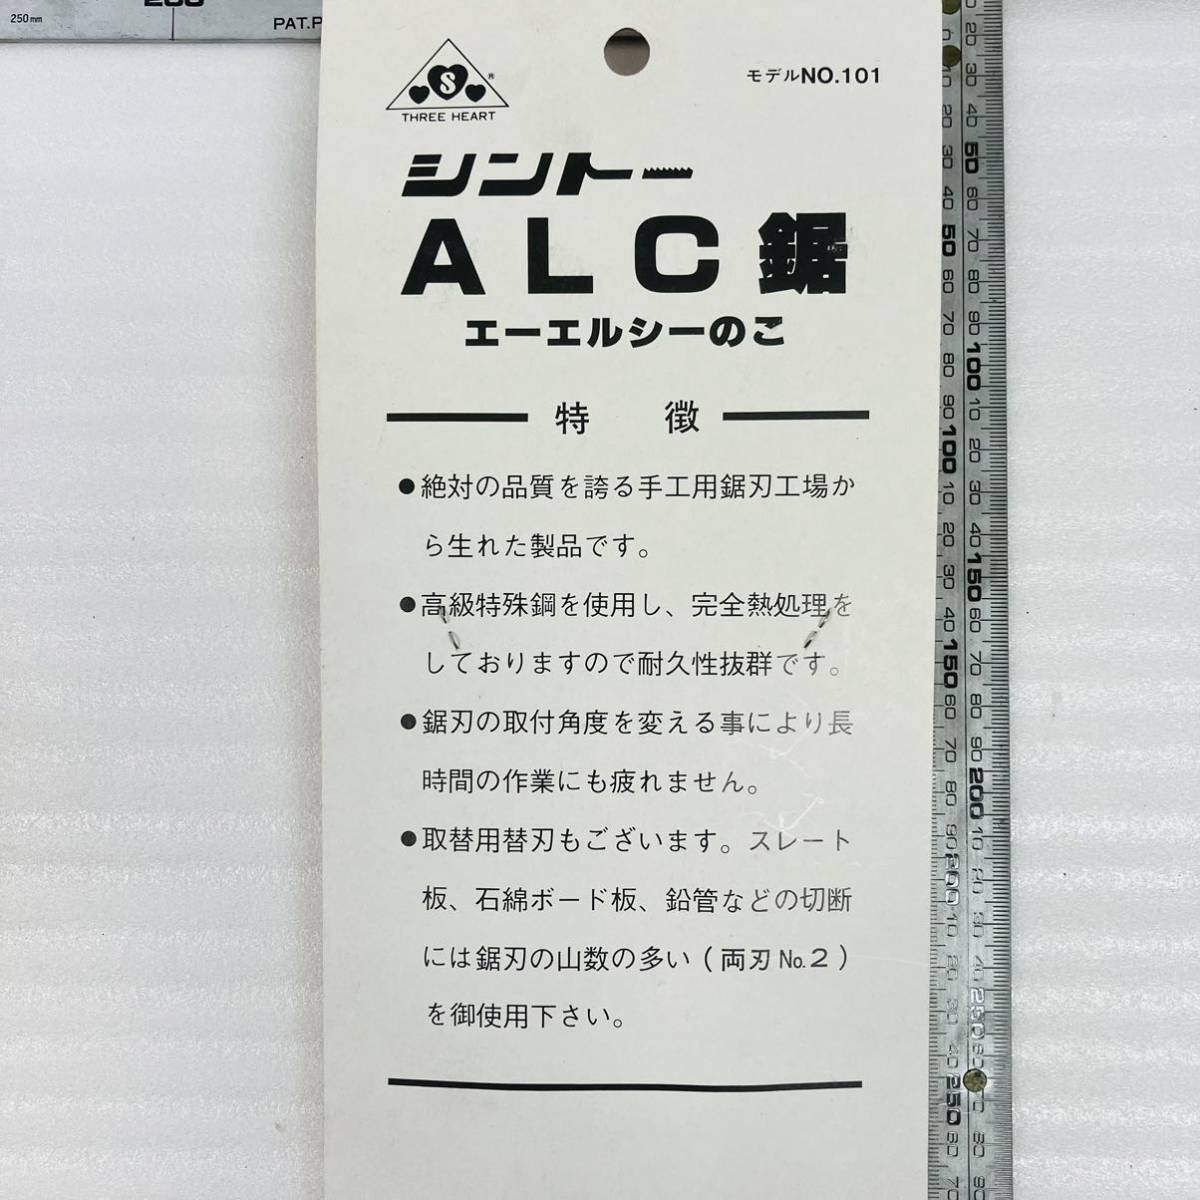 250mm
PAT.P
S
®
THREE HEART
モデルNO.101
シントー
ALC鋸
エーエルシーのこ
特 徴
●絶対の品質を誇る手工用鋸刃工場か
ら生れた製品です。
●高級特殊鋼を使用し、完全熱処理を
しておりますので耐久性抜群です。
●鋸刃の取付角度を変える事により長
時間の作業にも疲れません。
●取替用替刃もございます。スレート
板、石綿ボード板、鉛管などの切断
には鋸刃の山数の多い(両刃No.2)
を御使用下さい。